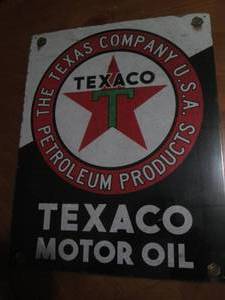 THE TEXAS COMPANY U.S.A.
TEXACO
T
PETROLEUM PRODUCTS
TEXACO
MOTOR OIL